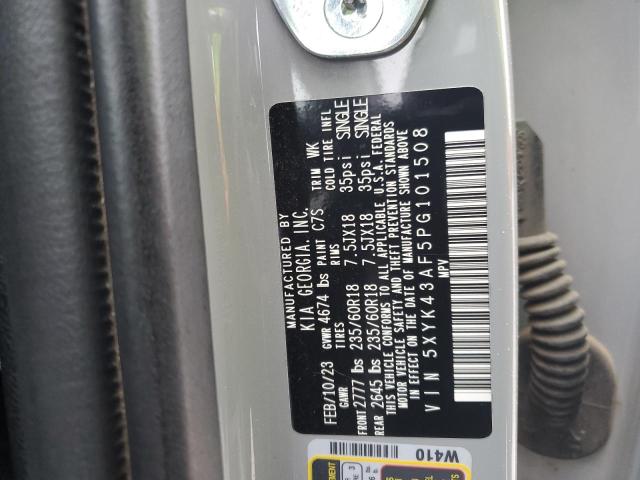 MANUFACTURED BY
KIA GEORGIA, INC.
FEB/10/23 GVWR 4674 lbs PAINT C7S TRIM WK
GAWR TIRES RIMS COLD TIRE INFL
FRONT 2777 lbs 235/60R18 7.5JX18 35psi SINGLE
REAR 2645 lbs 235/60R18 7.5JX18 35psi SINGLE
THIS VEHICLE CONFORMS TO ALL APPLICABLE U.S.A. FEDERAL
MOTOR VEHICLE SAFETY AND THEFT PREVENTION STANDARDS
IN EFFECT ON THE DATE OF MANUFACTURE SHOWN ABOVE
VIN 5XYK43AF5PG101508
MPV
W410